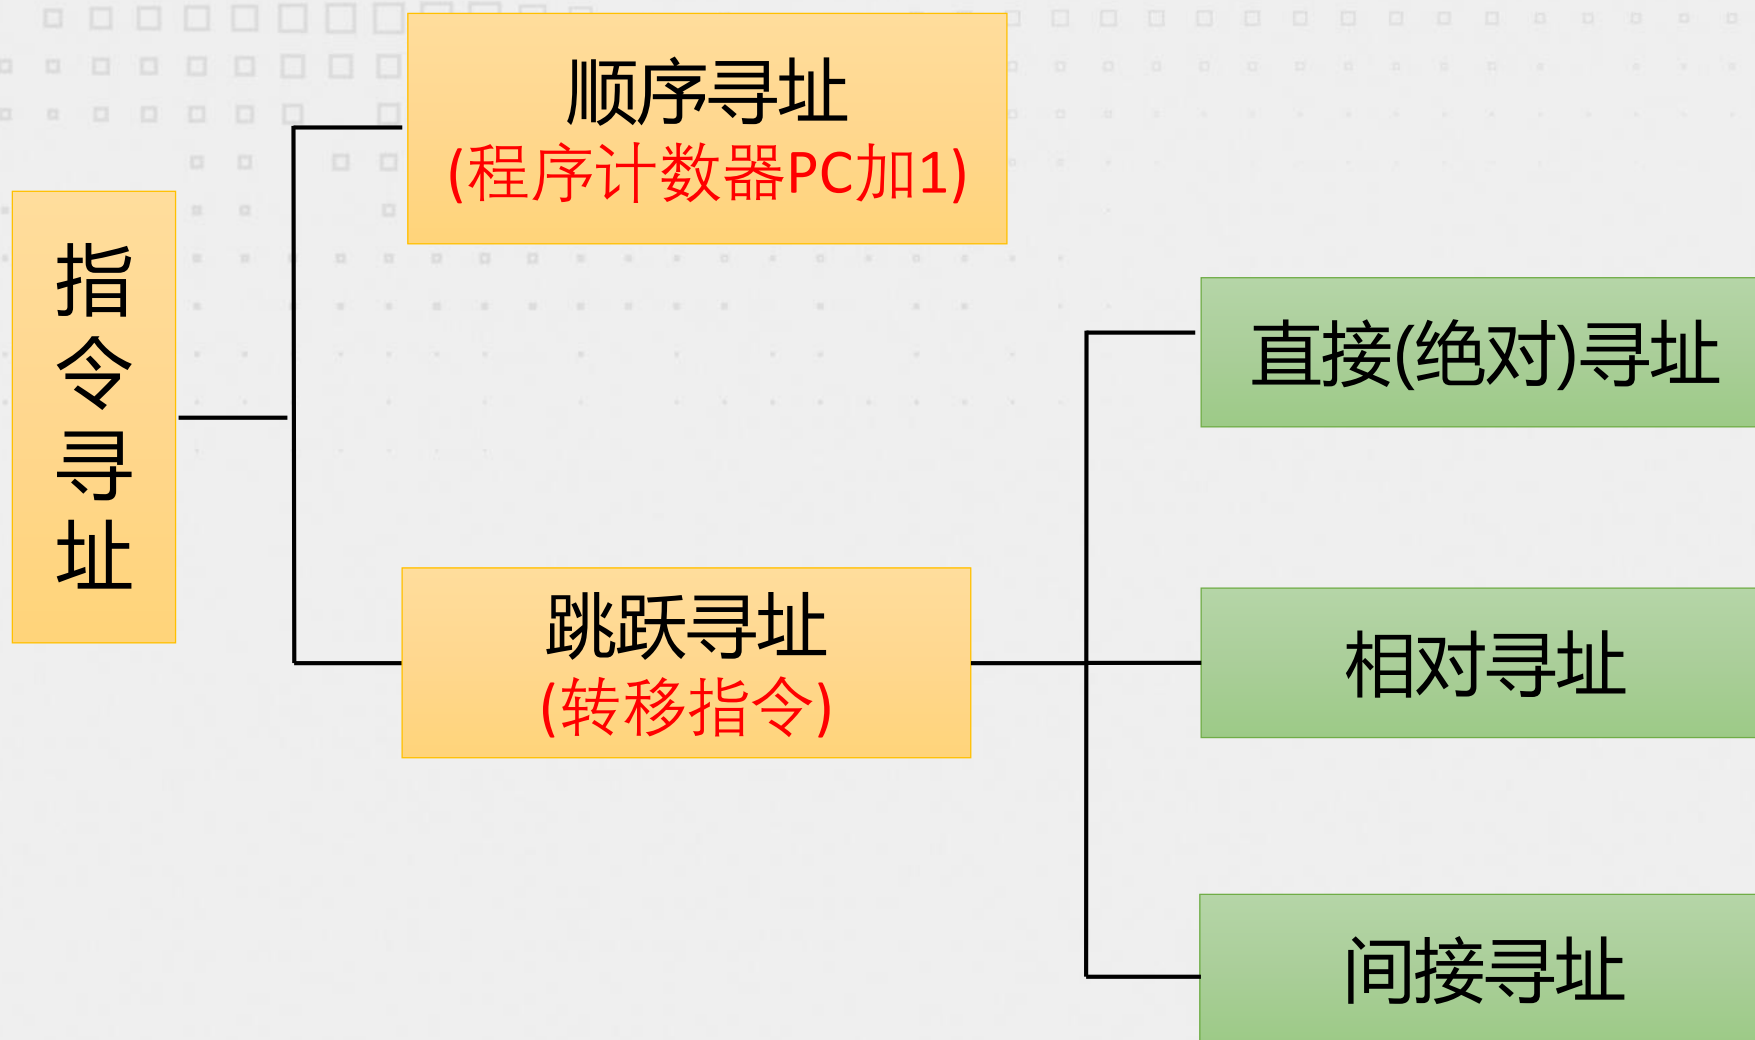 指令寻址
顺序寻址
(程序计数器PC加1)
跳跃寻址
(转移指令)
直接(绝对)寻址
相对寻址
间接寻址